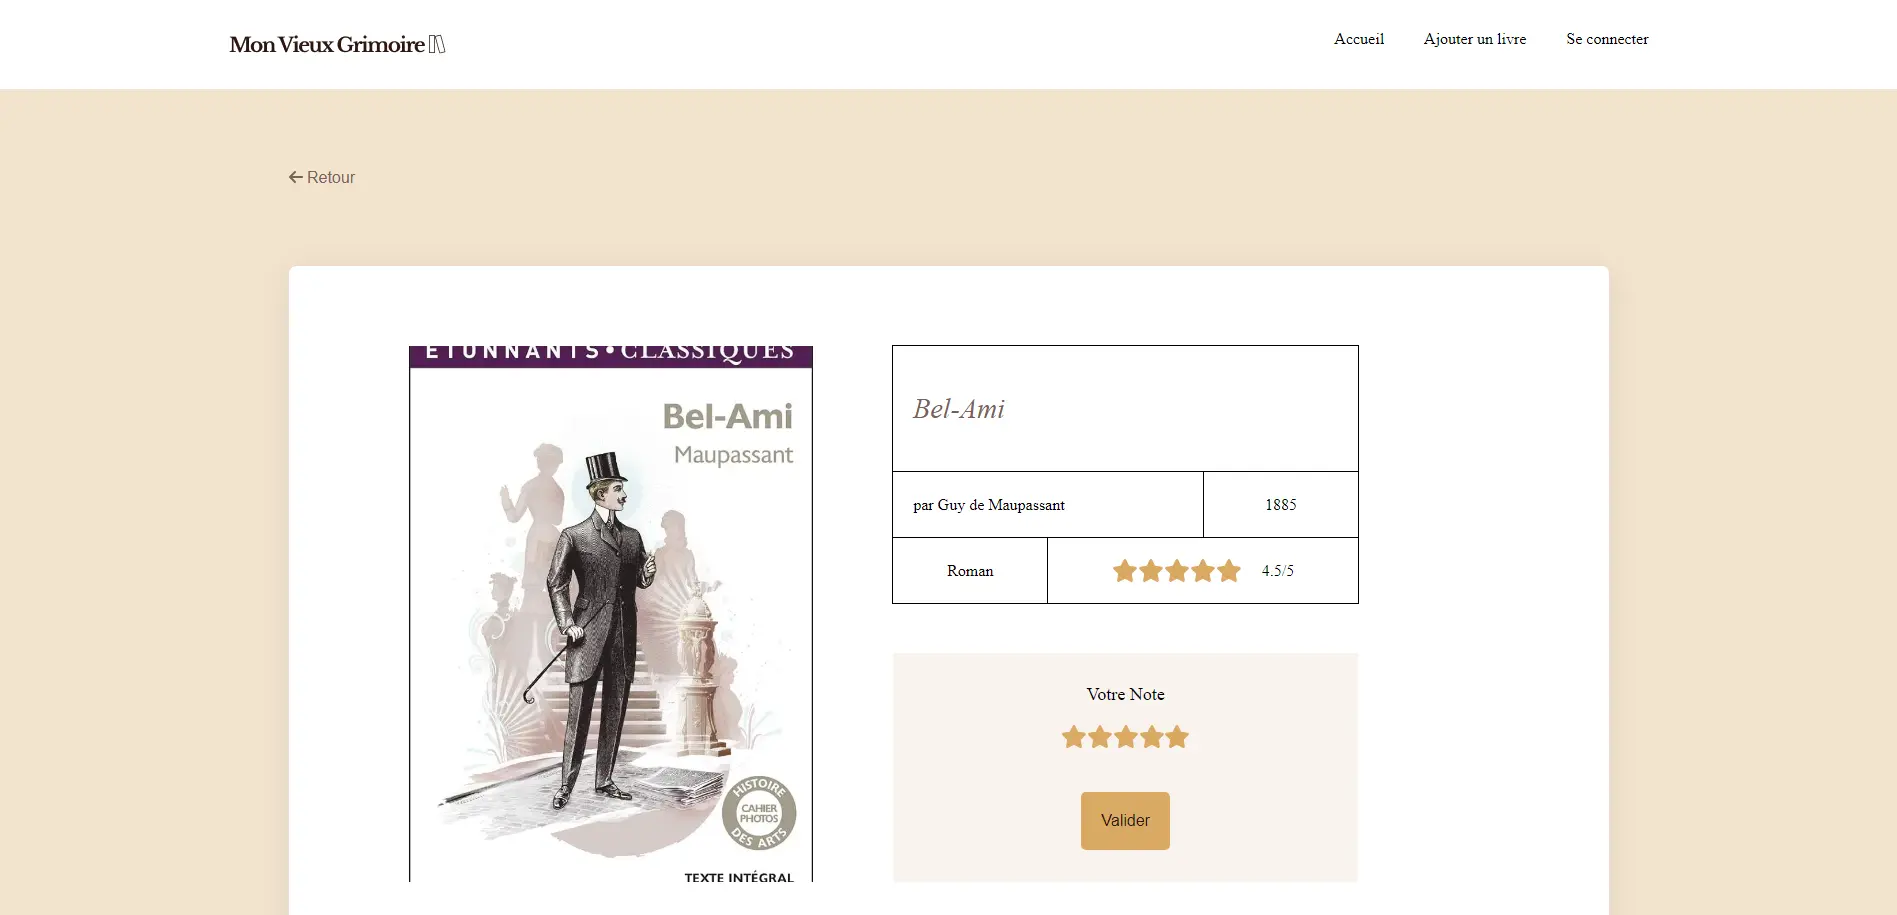 Mon Vieux Grimoire
Accueil
Ajouter un livre
Se connecter
Retour
ÉTONNANTS•CLASSIQUES
Bel-Ami
Maupassant
HISTOIRE
CAHIER
PHOTOS
DES ARTS
TEXTE INTÉGRAL
Bel-Ami
par Guy de Maupassant
1885
Roman
4.5/5
Votre Note
Valider